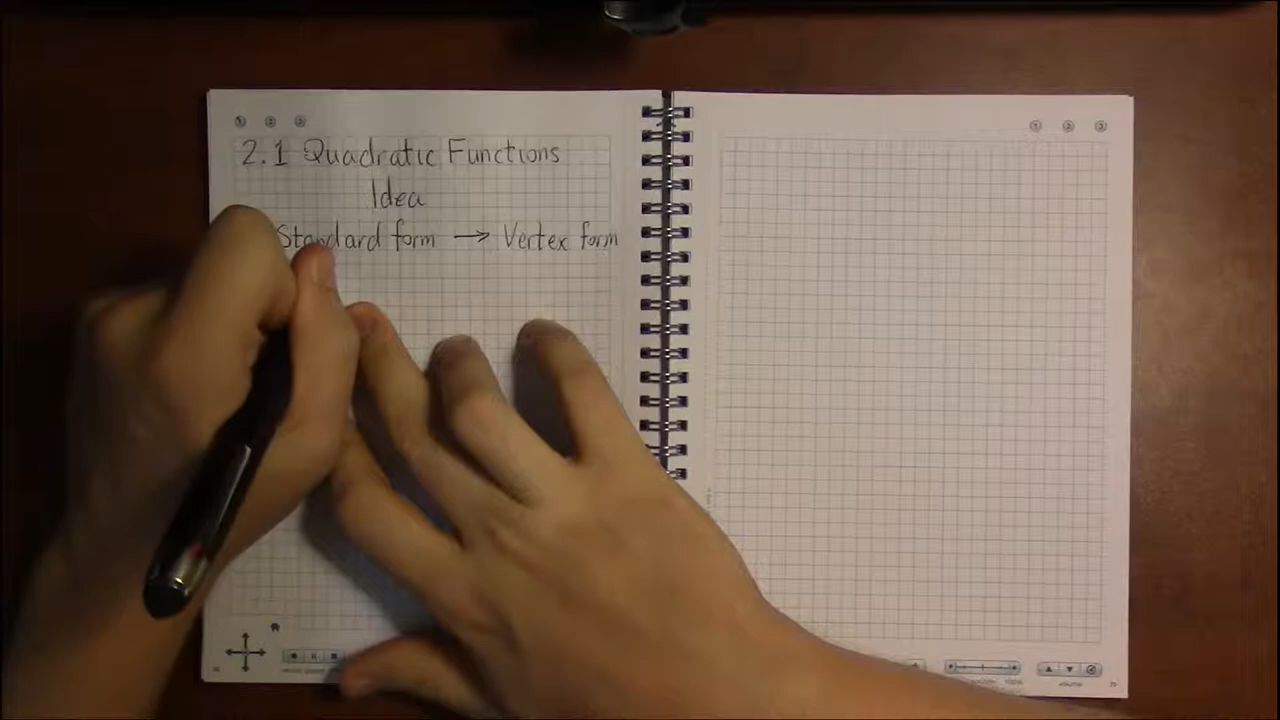 2.1 Quadratic Functions
Idea
Standard form → Vertex form